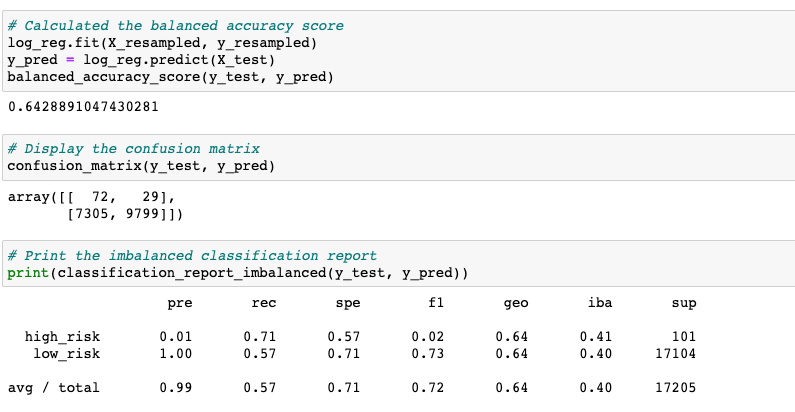 # Calculated the balanced accuracy score
log_reg.fit(X_resampled, y_resampled)
y_pred = log_reg.predict(X_test)
balanced_accuracy_score(y_test, y_pred)
0.6428891047430281
# Display the confusion matrix
confusion_matrix(y_test, y_pred)
array([[  72,   29],
       [7305, 9799]])
# Print the imbalanced classification report
print(classification_report_imbalanced(y_test, y_pred))
                   pre       rec       spe        f1       geo       iba       sup
  high_risk       0.01      0.71      0.57      0.02      0.64      0.41       101
   low_risk       1.00      0.57      0.71      0.73      0.64      0.40     17104
avg / total       0.99      0.57      0.71      0.72      0.64      0.40     17205